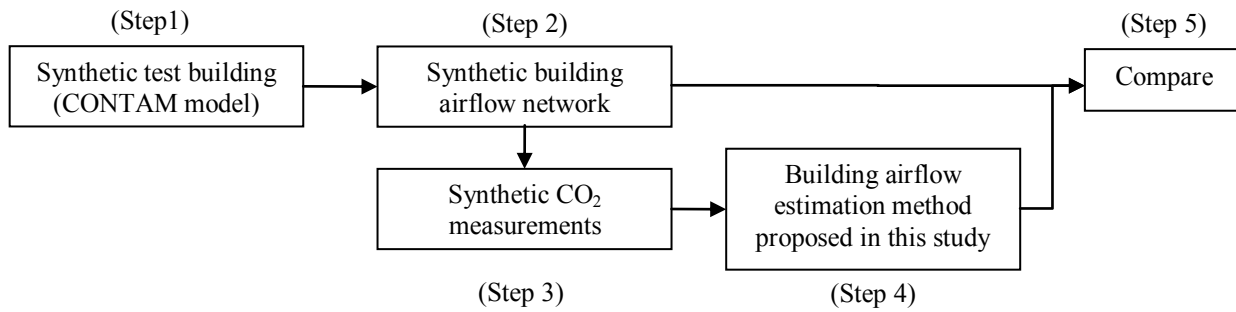 (Step1)
(Step 2)
(Step 5)
Synthetic test building
(CONTAM model)
Synthetic building
airflow network
Compare
Synthetic CO₂
measurements
Building airflow
estimation method
proposed in this study
(Step 3)
(Step 4)